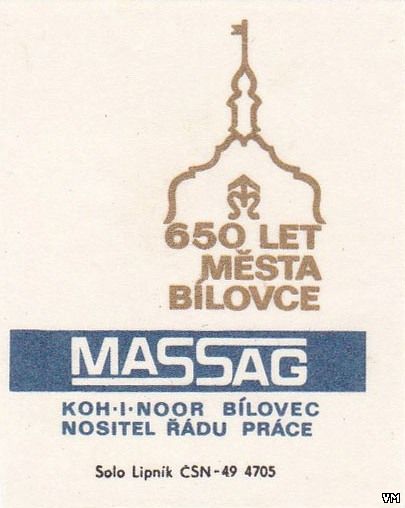 650 LET
MĚSTA
BÍLOVCE
MASSAG
KOH·I·NOOR BÍLOVEC
NOSITEL ŘÁDU PRÁCE
Solo Lipník ČSN-49 4705
VM